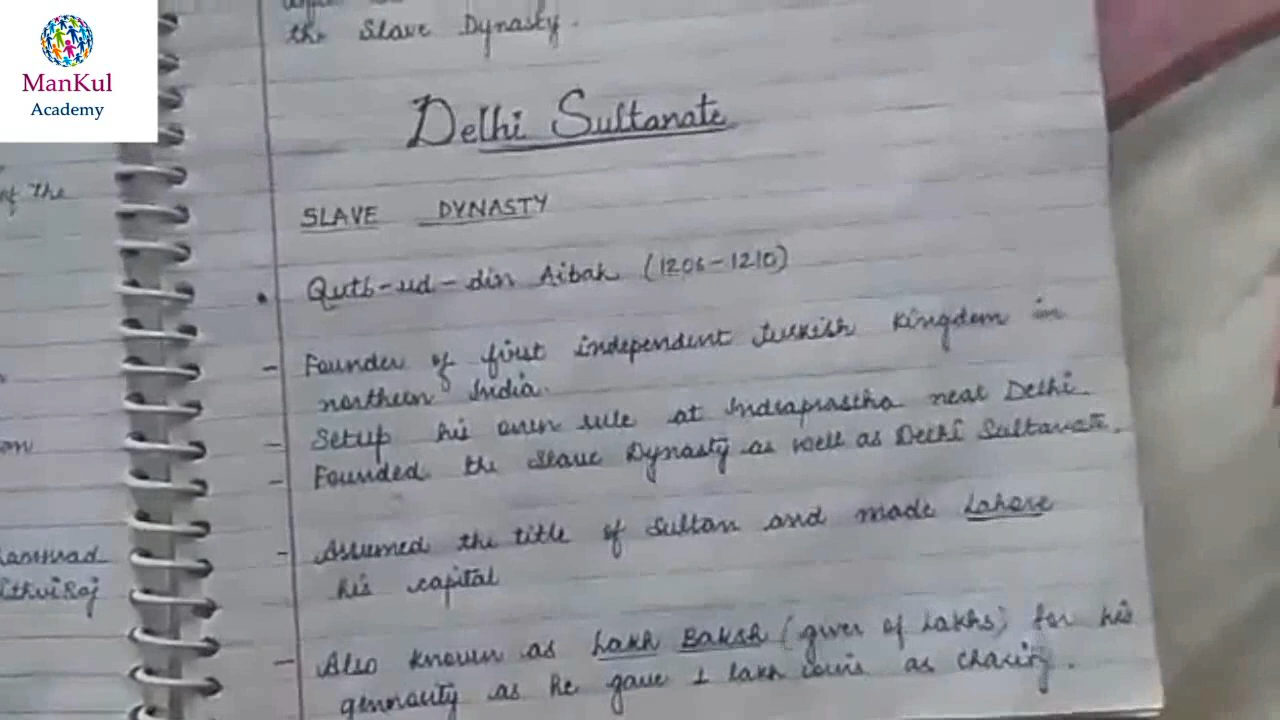 ManKul
Academy
the Slave Dynasty.
Delhi Sultanate
of the
SLAVE DYNASTY
Qutb-ud-din Aibak (1206-1210)
- Founder of first independent Turkish Kingdom in
northern India.
- Setup his own rule at Indraprastha near Delhi
- Founded the Slave Dynasty as well as Delhi Sultanate.
- Assumed the title of Sultan and made Lahore
his capital
- Also known as Lakh Baksh (giver of Lakhs) for his
generosity as he gave 1 lakh coins as charity.